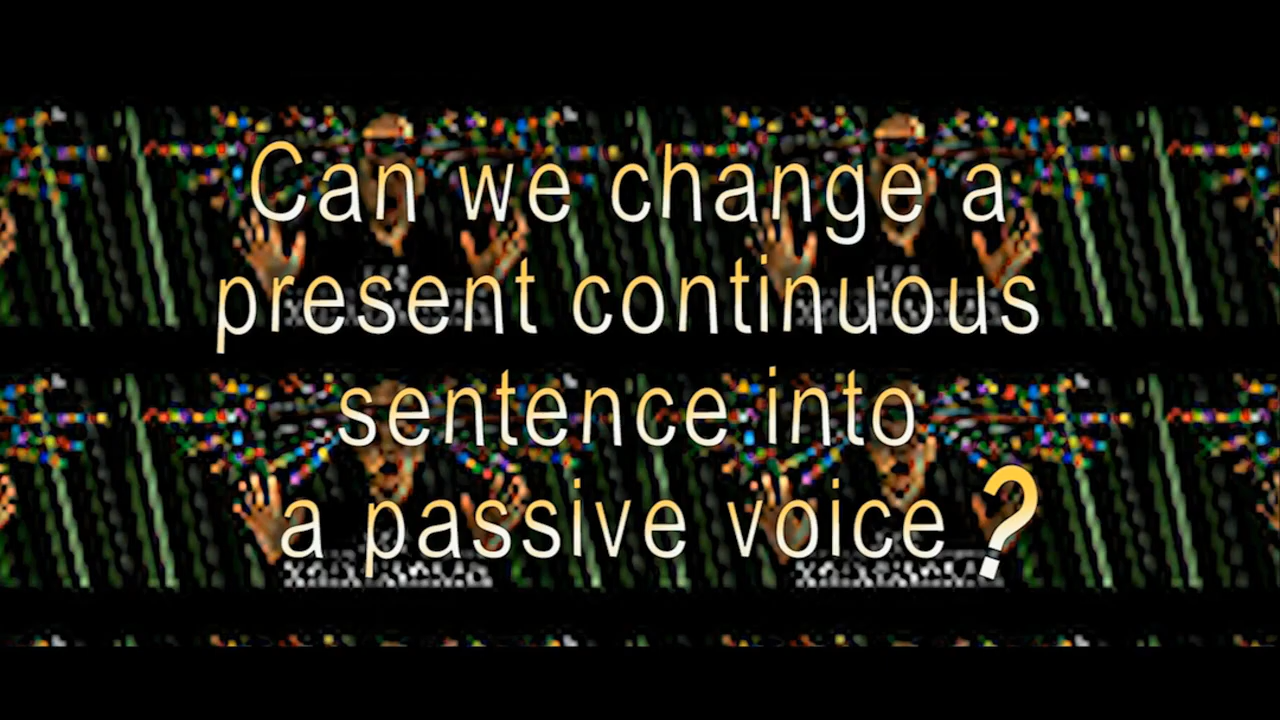 Can we change a
present continuous
sentence into
a passive voice ?